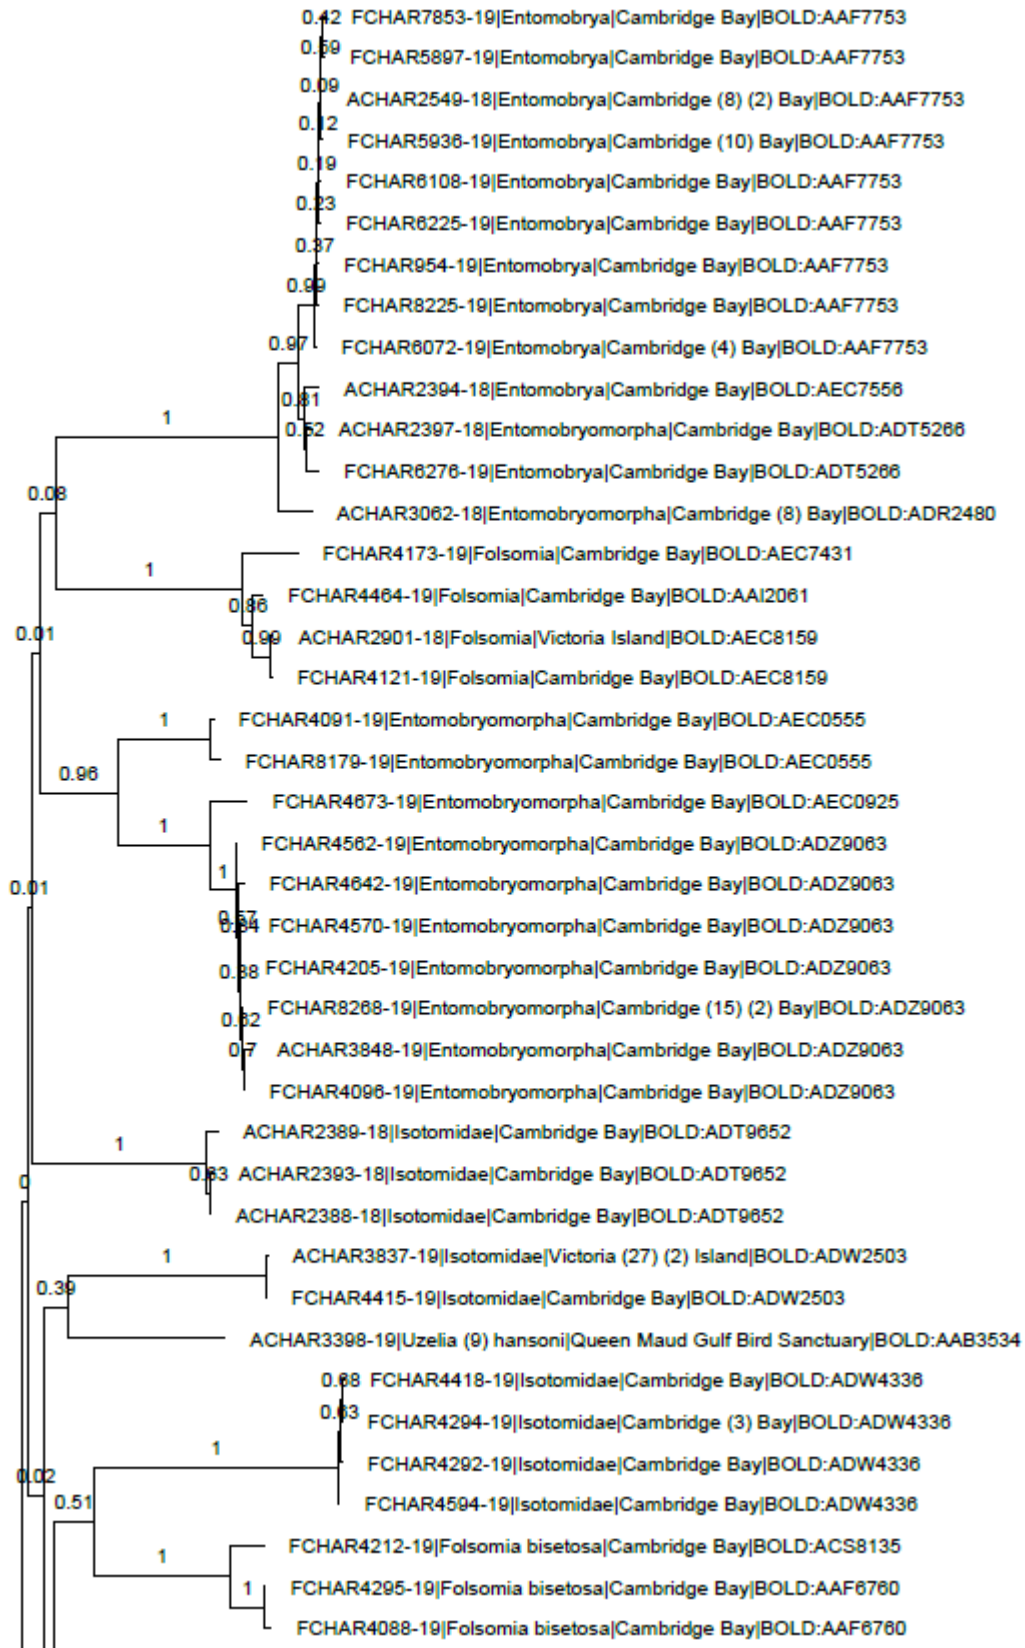 0.42 FCHAR7853-19|Entomobrya|Cambridge Bay|BOLD:AAF7753
0.59 FCHAR5897-19|Entomobrya|Cambridge Bay|BOLD:AAF7753
0.09
ACHAR2549-18|Entomobrya|Cambridge (8) (2) Bay|BOLD:AAF7753
0.12
FCHAR5936-19|Entomobrya|Cambridge (10) Bay|BOLD:AAF7753
0.19
FCHAR6108-19|Entomobrya|Cambridge Bay|BOLD:AAF7753
0.23
FCHAR6225-19|Entomobrya|Cambridge Bay|BOLD:AAF7753
0.37
FCHAR954-19|Entomobrya|Cambridge Bay|BOLD:AAF7753
0.99
FCHAR8225-19|Entomobrya|Cambridge Bay|BOLD:AAF7753
0.97
FCHAR6072-19|Entomobrya|Cambridge (4) Bay|BOLD:AAF7753
ACHAR2394-18|Entomobrya|Cambridge Bay|BOLD:AEC7556
0.81
1
0.52 ACHAR2397-18|Entomobryomorpha|Cambridge Bay|BOLD:ADT5266
FCHAR6276-19|Entomobrya|Cambridge Bay|BOLD:ADT5266
0.08
ACHAR3062-18|Entomobryomorpha|Cambridge (8) Bay|BOLD:ADR2480
FCHAR4173-19|Folsomia|Cambridge Bay|BOLD:AEC7431
1
FCHAR4464-19|Folsomia|Cambridge Bay|BOLD:AAI2061
0.86
0.01
0.99 ACHAR2901-18|Folsomia|Victoria Island|BOLD:AEC8159
FCHAR4121-19|Folsomia|Cambridge Bay|BOLD:AEC8159
1 FCHAR4091-19|Entomobryomorpha|Cambridge Bay|BOLD:AEC0555
FCHAR8179-19|Entomobryomorpha|Cambridge Bay|BOLD:AEC0555
0.96
FCHAR4673-19|Entomobryomorpha|Cambridge Bay|BOLD:AEC0925
1
FCHAR4562-19|Entomobryomorpha|Cambridge Bay|BOLD:ADZ9063
1
0.01
FCHAR4642-19|Entomobryomorpha|Cambridge Bay|BOLD:ADZ9063
FCHAR4570-19|Entomobryomorpha|Cambridge Bay|BOLD:ADZ9063
FCHAR4205-19|Entomobryomorpha|Cambridge Bay|BOLD:ADZ9063
FCHAR8268-19|Entomobryomorpha|Cambridge (15) (2) Bay|BOLD:ADZ9063
ACHAR3848-19|Entomobryomorpha|Cambridge Bay|BOLD:ADZ9063
FCHAR4096-19|Entomobryomorpha|Cambridge Bay|BOLD:ADZ9063
ACHAR2389-18|Isotomidae|Cambridge Bay|BOLD:ADT9652
1
ACHAR2393-18|Isotomidae|Cambridge Bay|BOLD:ADT9652
0
ACHAR2388-18|Isotomidae|Cambridge Bay|BOLD:ADT9652
1 ACHAR3837-19|Isotomidae|Victoria (27) (2) Island|BOLD:ADW2503
0.39
FCHAR4415-19|Isotomidae|Cambridge Bay|BOLD:ADW2503
ACHAR3398-19|Uzelia (9) hansoni|Queen Maud Gulf Bird Sanctuary|BOLD:AAB3534
FCHAR4418-19|Isotomidae|Cambridge Bay|BOLD:ADW4336
FCHAR4294-19|Isotomidae|Cambridge (3) Bay|BOLD:ADW4336
1
FCHAR4292-19|Isotomidae|Cambridge Bay|BOLD:ADW4336
0.02
0.51
FCHAR4594-19|Isotomidae|Cambridge Bay|BOLD:ADW4336
FCHAR4212-19|Folsomia bisetosa|Cambridge Bay|BOLD:ACS8135
1
1 FCHAR4295-19|Folsomia bisetosa|Cambridge Bay|BOLD:AAF6760
FCHAR4088-19|Folsomia bisetosa|Cambridge Bay|BOLD:AAF6760